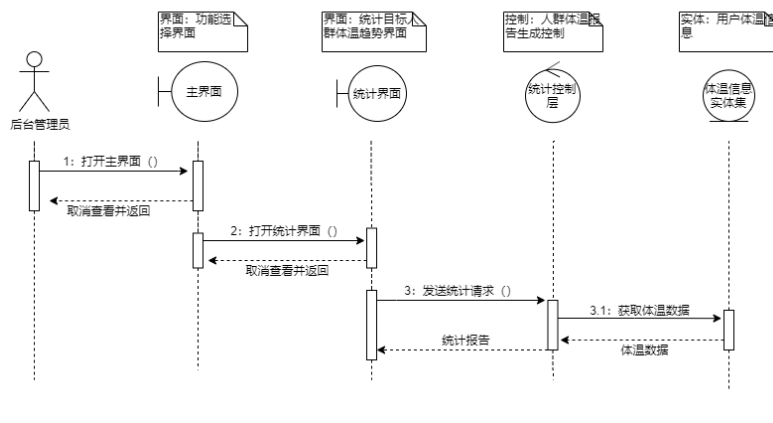 界面：功能选
择界面
界面：统计目标人
群体温趋势界面
控制：人群体温报
告生成控制
实体：用户体温信
息
主界面
统计界面
统计控制
层
体温信息
实体集
后台管理员
1：打开主界面（）
取消查看并返回
2：打开统计界面（）
取消查看并返回
3：发送统计请求（）
3.1：获取体温数据
统计报告
体温数据